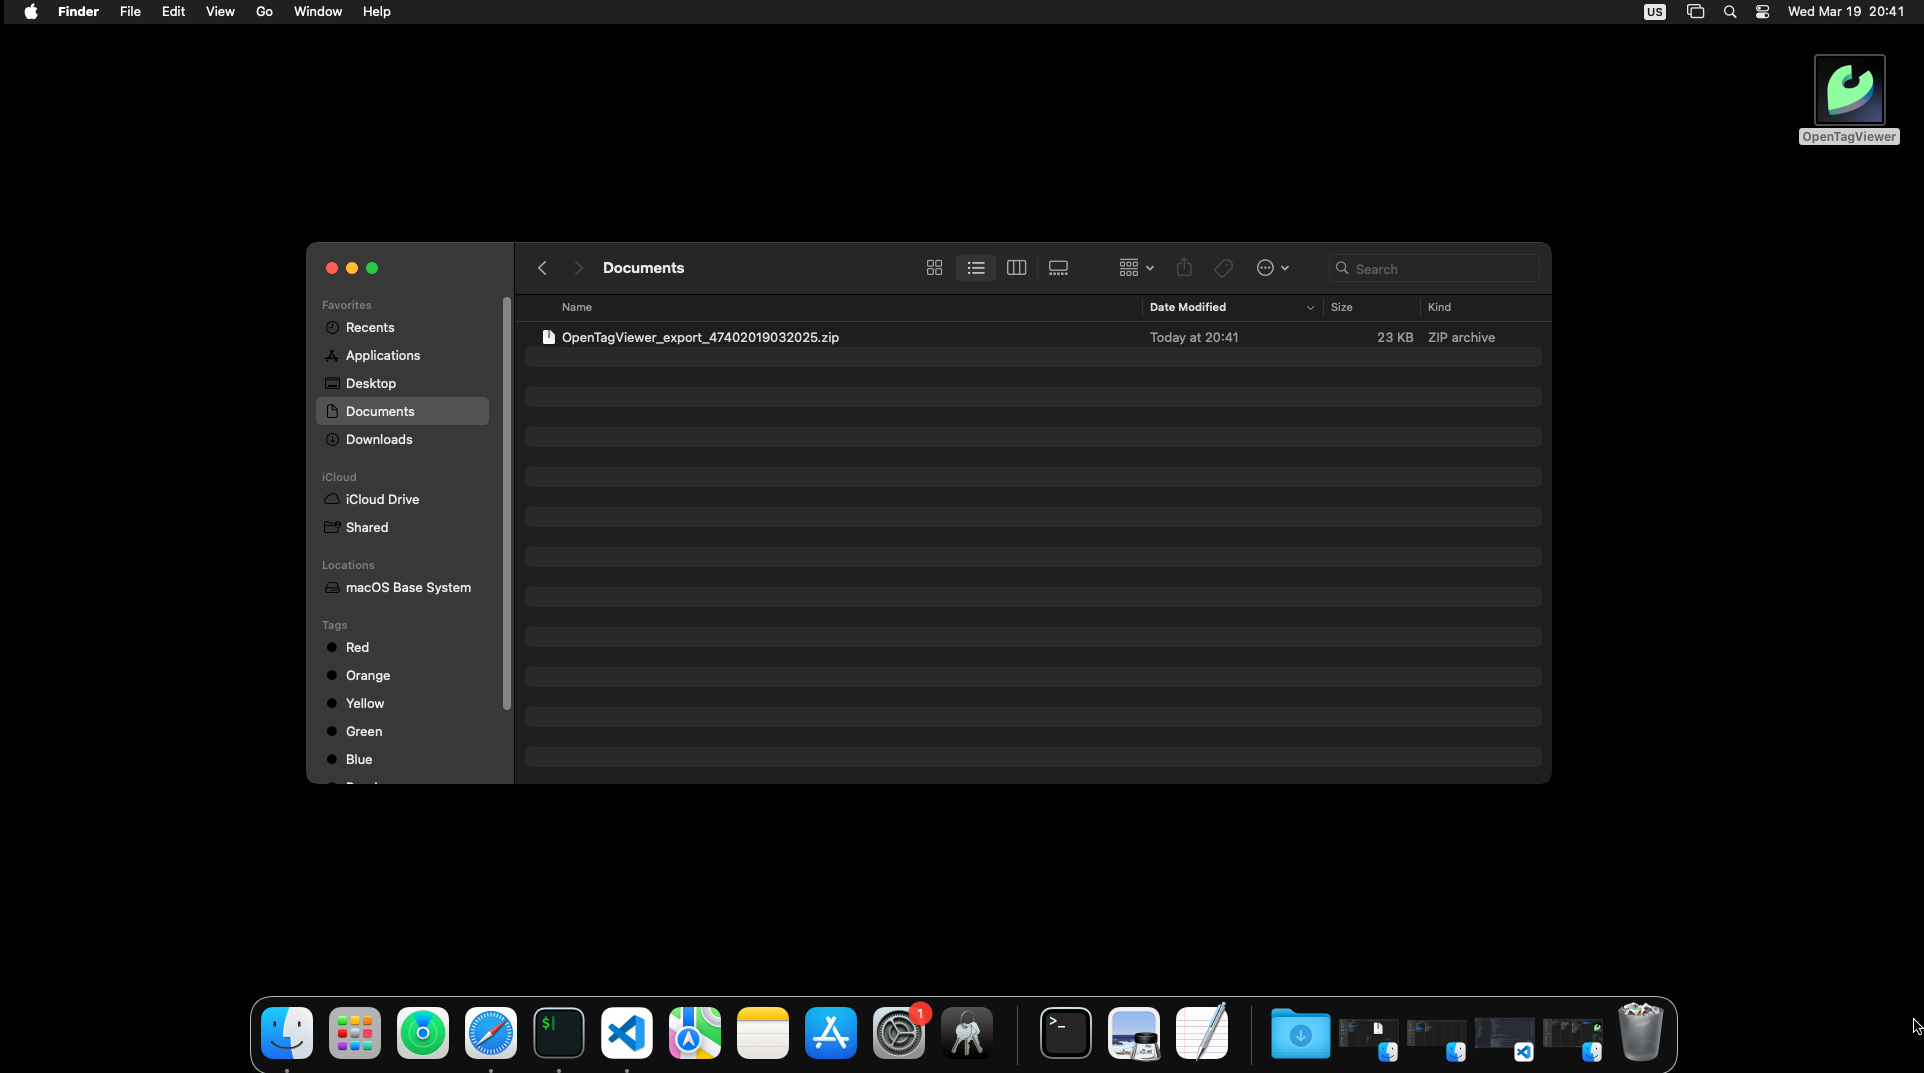 Finder File Edit View Go Window Help
US Wed Mar 19 20:41
OpenTagViewer
Documents
Search
Favorites
Recents
Applications
Desktop
Documents
Downloads
iCloud
iCloud Drive
Shared
Locations
macOS Base System
Tags
Red
Orange
Yellow
Green
Blue
Name Date Modified Size Kind
OpenTagViewer_export_47402019032025.zip Today at 20:41 23 KB ZIP archive
$
1
>_